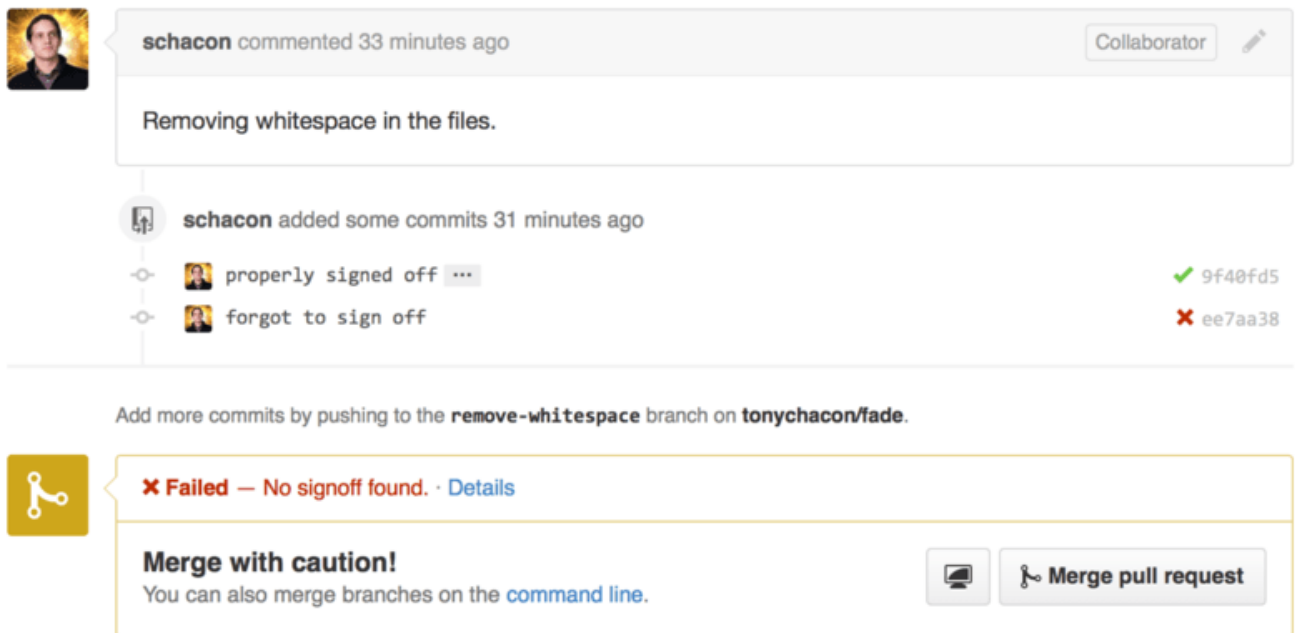 schacon commented 33 minutes ago Collaborator
Removing whitespace in the files.
schacon added some commits 31 minutes ago
properly signed off ... 9f40fd5
forgot to sign off ee7aa38
Add more commits by pushing to the remove-whitespace branch on tonychacon/fade.
Failed — No signoff found. · Details
Merge with caution!
You can also merge branches on the command line.
Merge pull request